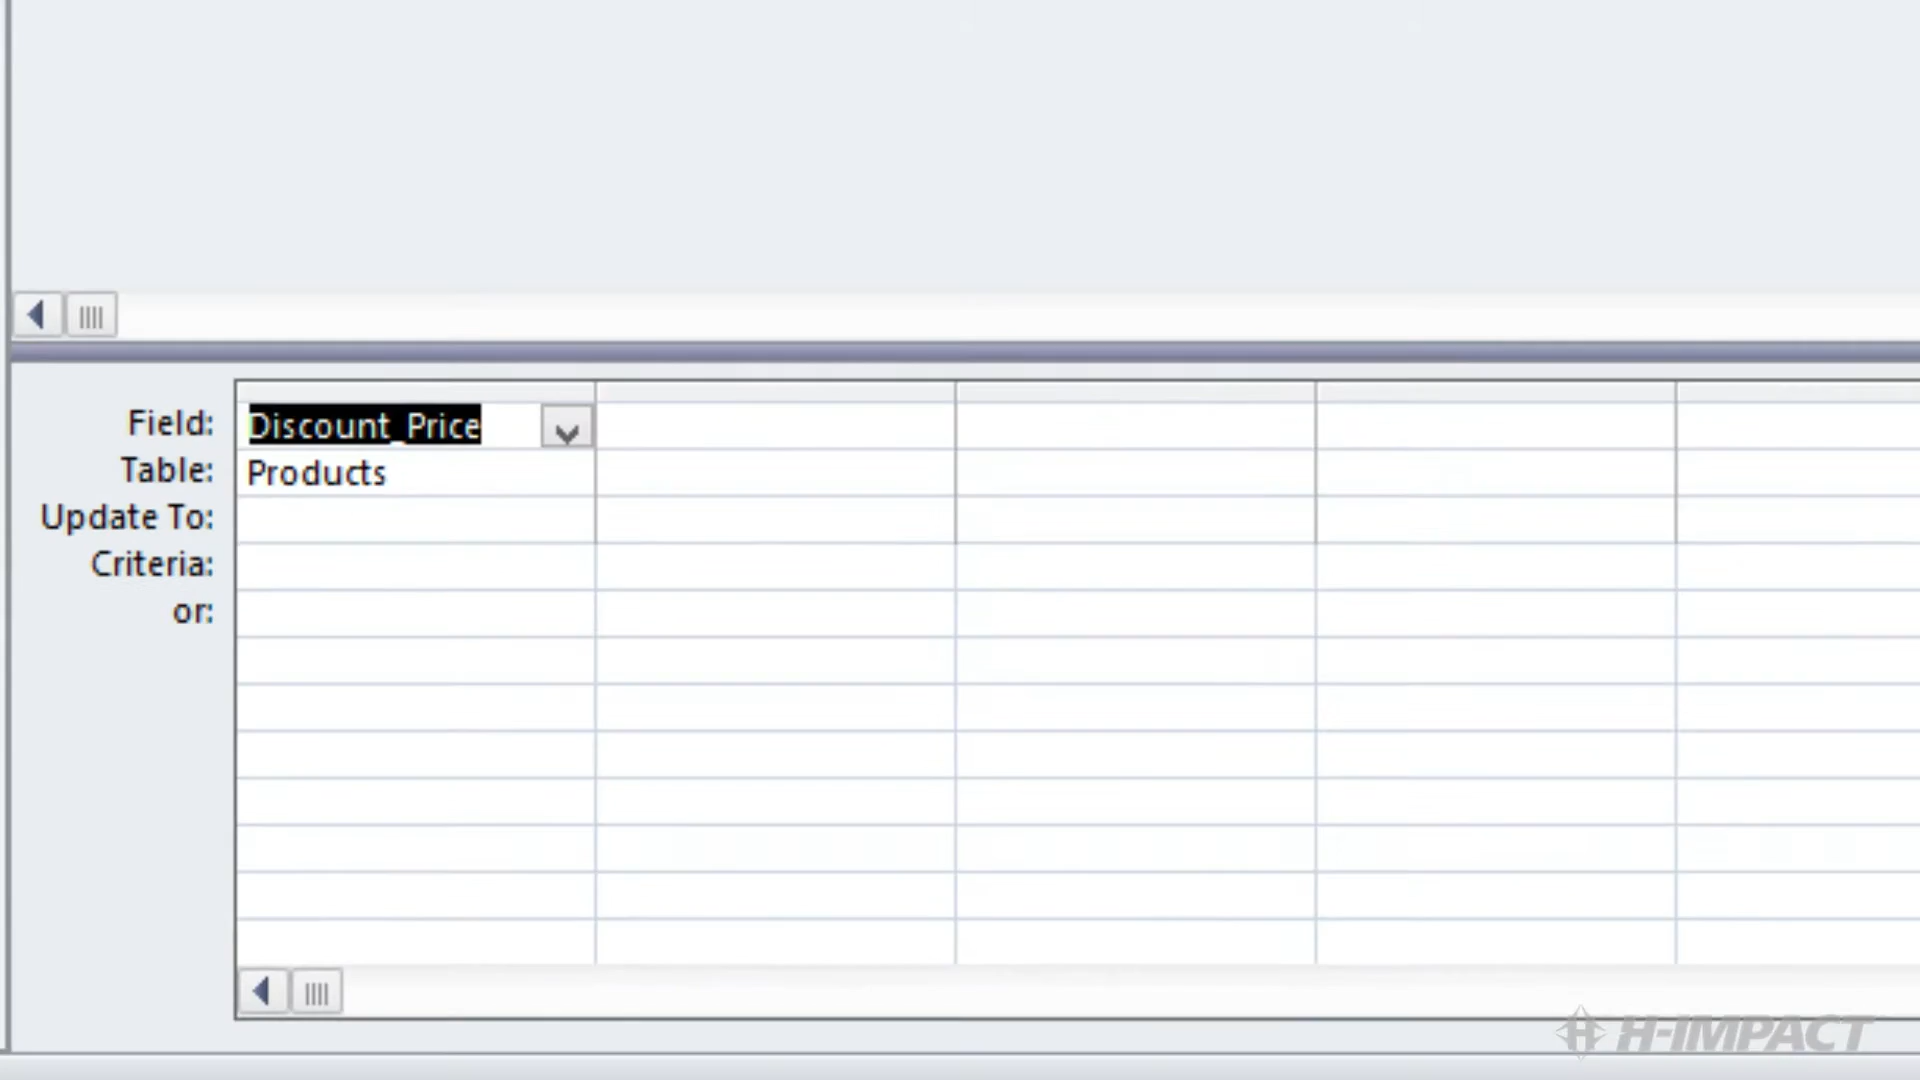 Field: Discount_Price
Table: Products
Update To:
Criteria:
or:
H-IMPACT